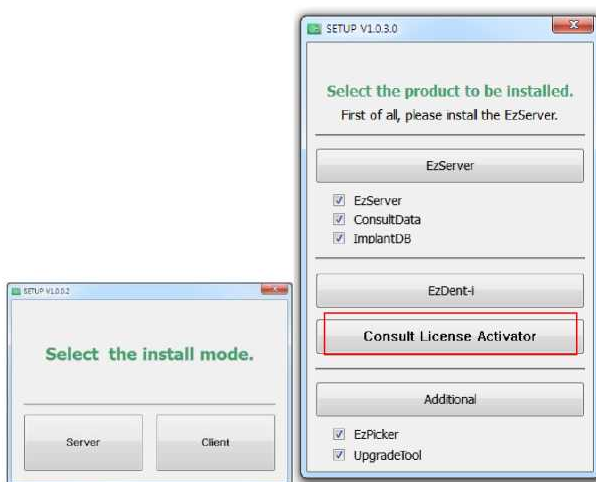 SETUP V1.0.0.2
Select the install mode.
Server
Client
SETUP V1.0.3.0
Select the product to be installed.
First of all, please install the EzServer.
EzServer
EzServer
ConsultData
ImplantDB
EzDent-i
Consult License Activator
Additional
EzPicker
UpgradeTool